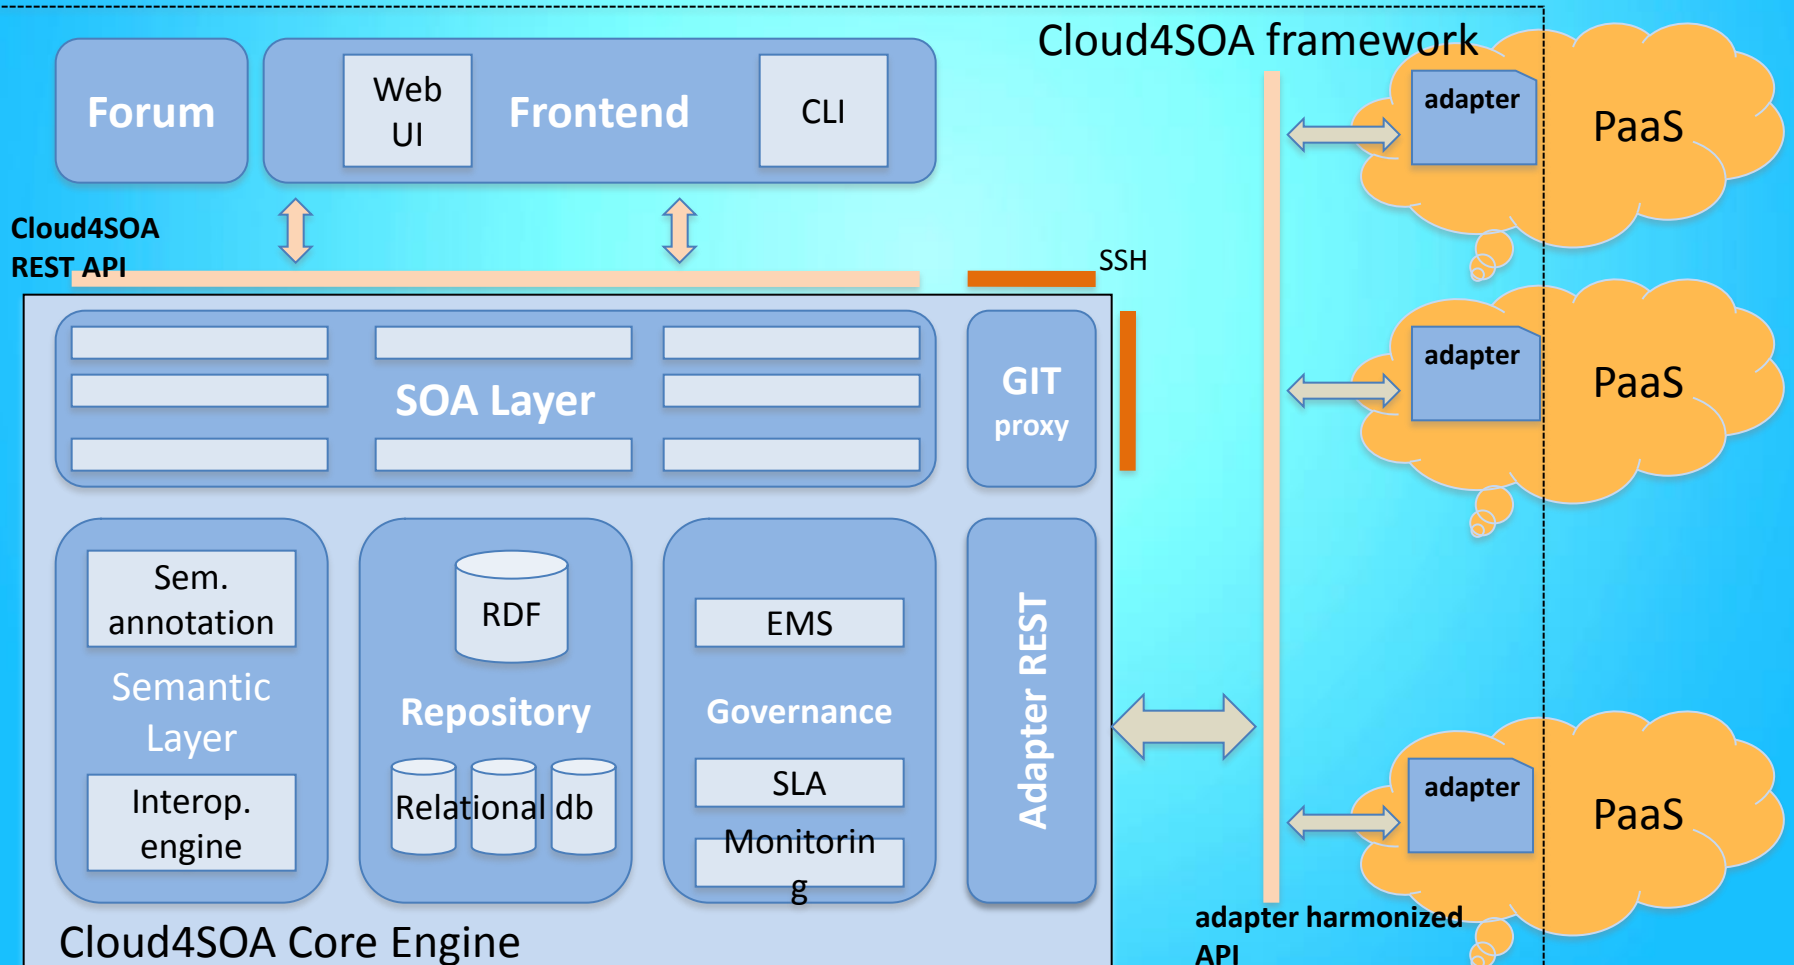 Cloud4SOA framework
Forum
Web
UI
Frontend
CLI
adapter
PaaS
Cloud4SOA
REST API
SSH
SOA Layer
GIT
proxy
adapter
PaaS
Sem.
annotation
Semantic
Layer
Interop.
engine
RDF
Repository
Relational db
EMS
Governance
SLA
Monitorin
g
Adapter REST
adapter
PaaS
adapter harmonized
API
Cloud4SOA Core Engine